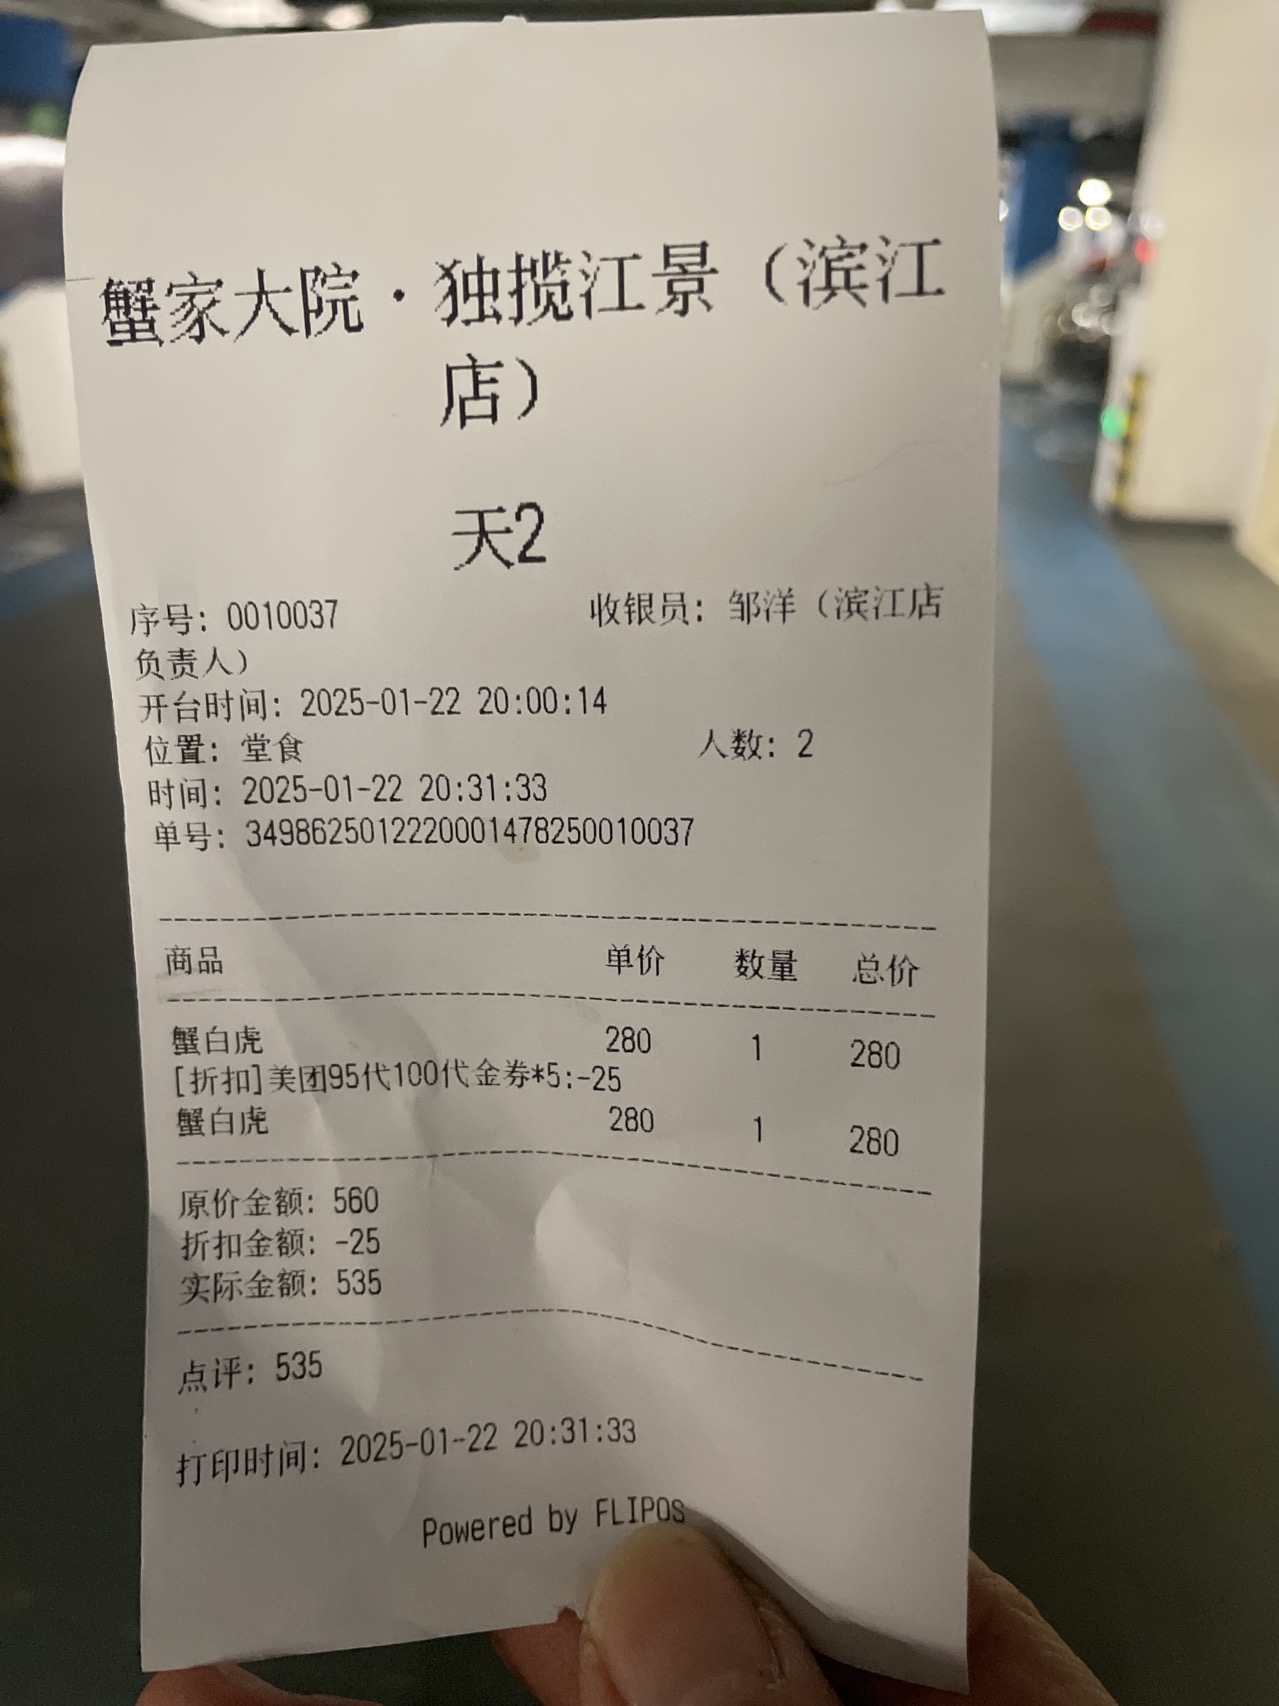 蟹家大院·独揽江景（滨江
店）
天2
序号: 0010037 收银员: 邹洋（滨江店
负责人）
开台时间: 2025-01-22 20:00:14
位置: 堂食 人数: 2
时间: 2025-01-22 20:31:33
单号: 349862501222000147825001​0037
商品 单价 数量 总价
蟹白虎 280 1 280
[折扣]美团95代100代金券*5:-25
蟹白虎 280 1 280
原价金额: 560
折扣金额: -25
实际金额: 535
点评: 535
打印时间: 2025-01-22 20:31:33
Powered by FLIPOS